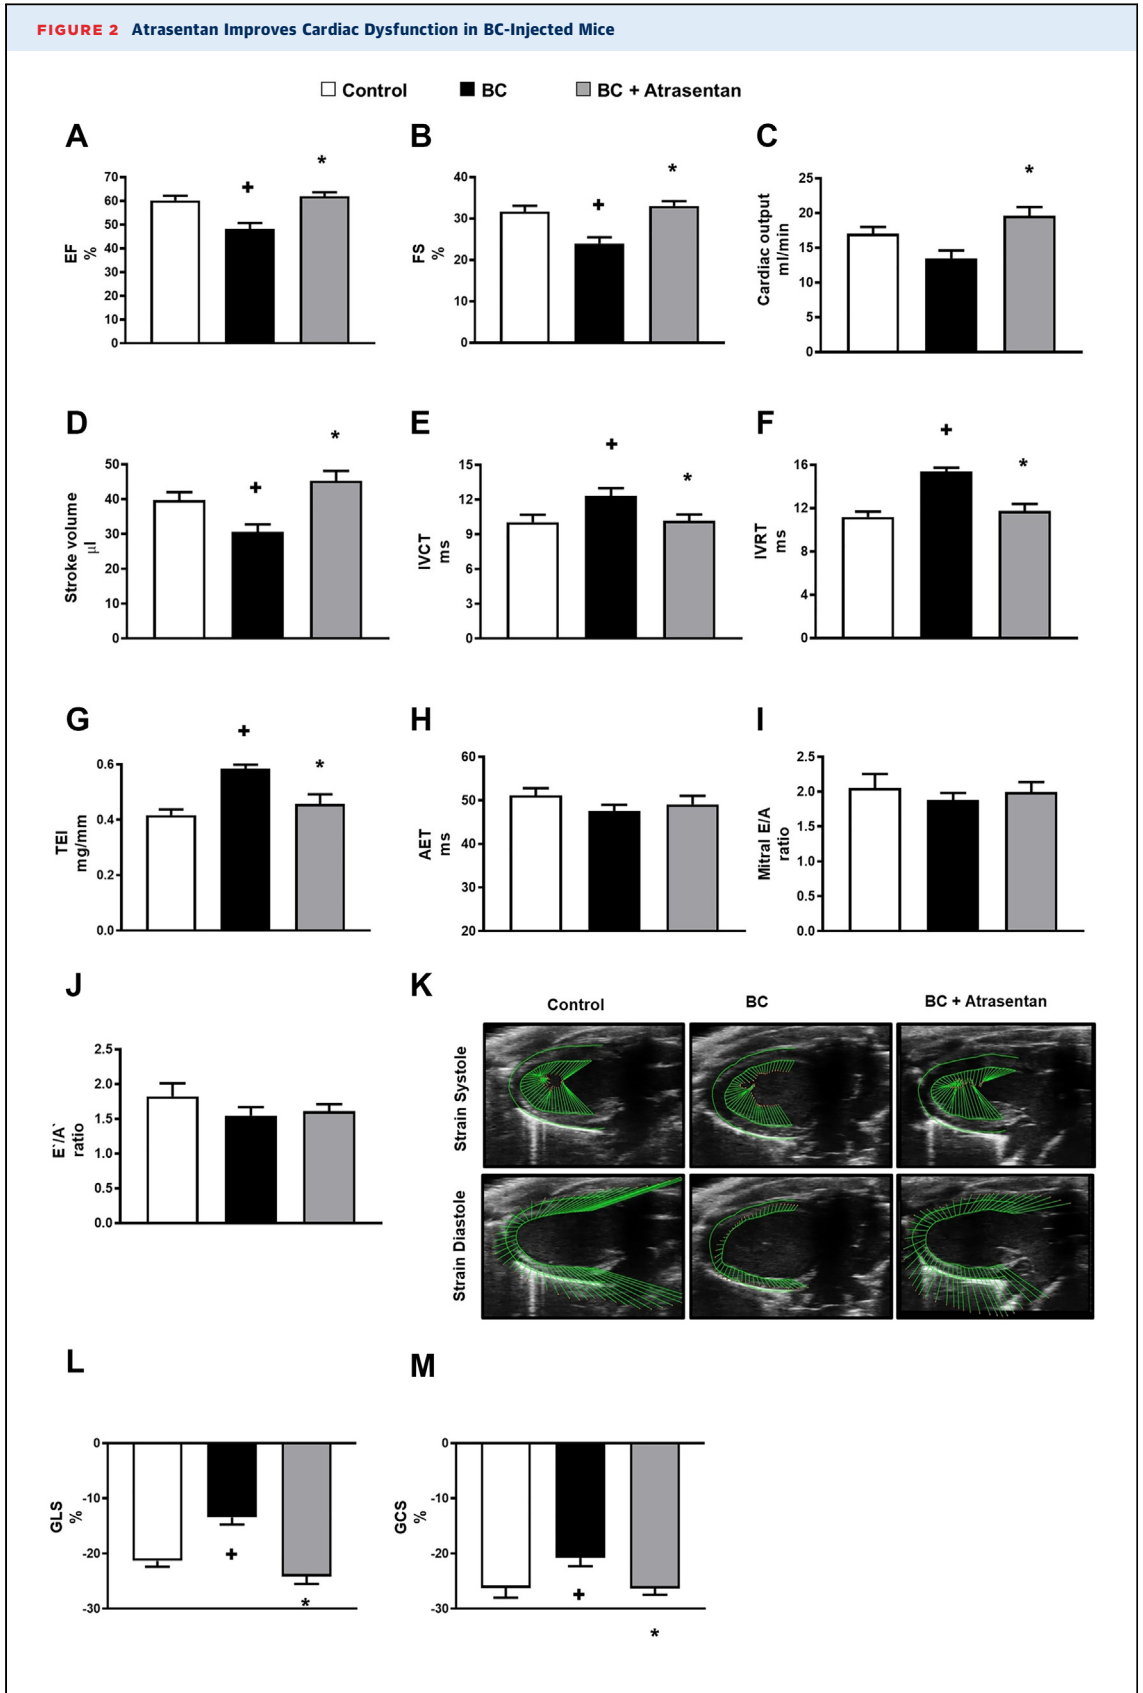 FIGURE 2 Atrasentan Improves Cardiac Dysfunction in BC-Injected Mice
Control BC BC + Atrasentan
A
EF
%
70
60
50
40
30
20
10
0
+
*
B
FS
%
40
30
20
10
0
+
*
C
Cardiac output
ml/min
25
20
15
10
5
0
*
D
Stroke volume
µl
50
40
30
20
10
0
+
*
E
IVCT
ms
15
12
9
6
3
0
+
*
F
IVRT
ms
16
12
8
4
0
+
*
G
TEI
mg/mm
0.6
0.4
0.2
0.0
+
*
H
AET
ms
60
50
40
30
20
I
Mitral E/A
ratio
2.5
2.0
1.5
1.0
0.5
0.0
J
E`/A`
ratio
2.5
2.0
1.5
1.0
0.5
0.0
K
Control BC BC + Atrasentan
Strain Systole
Strain Diastole
L
GLS
%
0
-10
-20
-30
+
*
M
GCS
%
0
-10
-20
-30
+
*